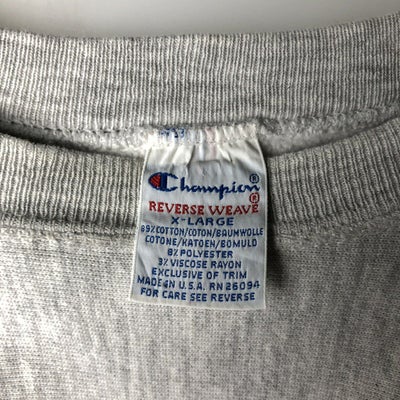 Champion®
REVERSE WEAVE®
X-LARGE
89% COTTON/COTON/BAUMWOLLE
COTONE/KATOEN/BOMULD
8% POLYESTER
3% VISCOSE RAYON
EXCLUSIVE OF TRIM
MADE IN U.S.A. RN 26094
FOR CARE SEE REVERSE